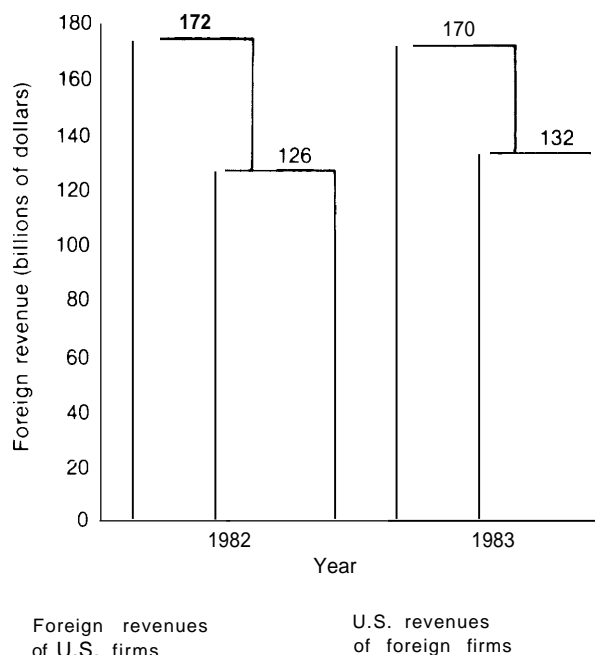 Foreign revenue (billions of dollars)
180
160
140
120
100
80
60
40
20
0
172
126
170
132
1982
1983
Year
Foreign revenues
of U.S. firms
U.S. revenues
of foreign firms